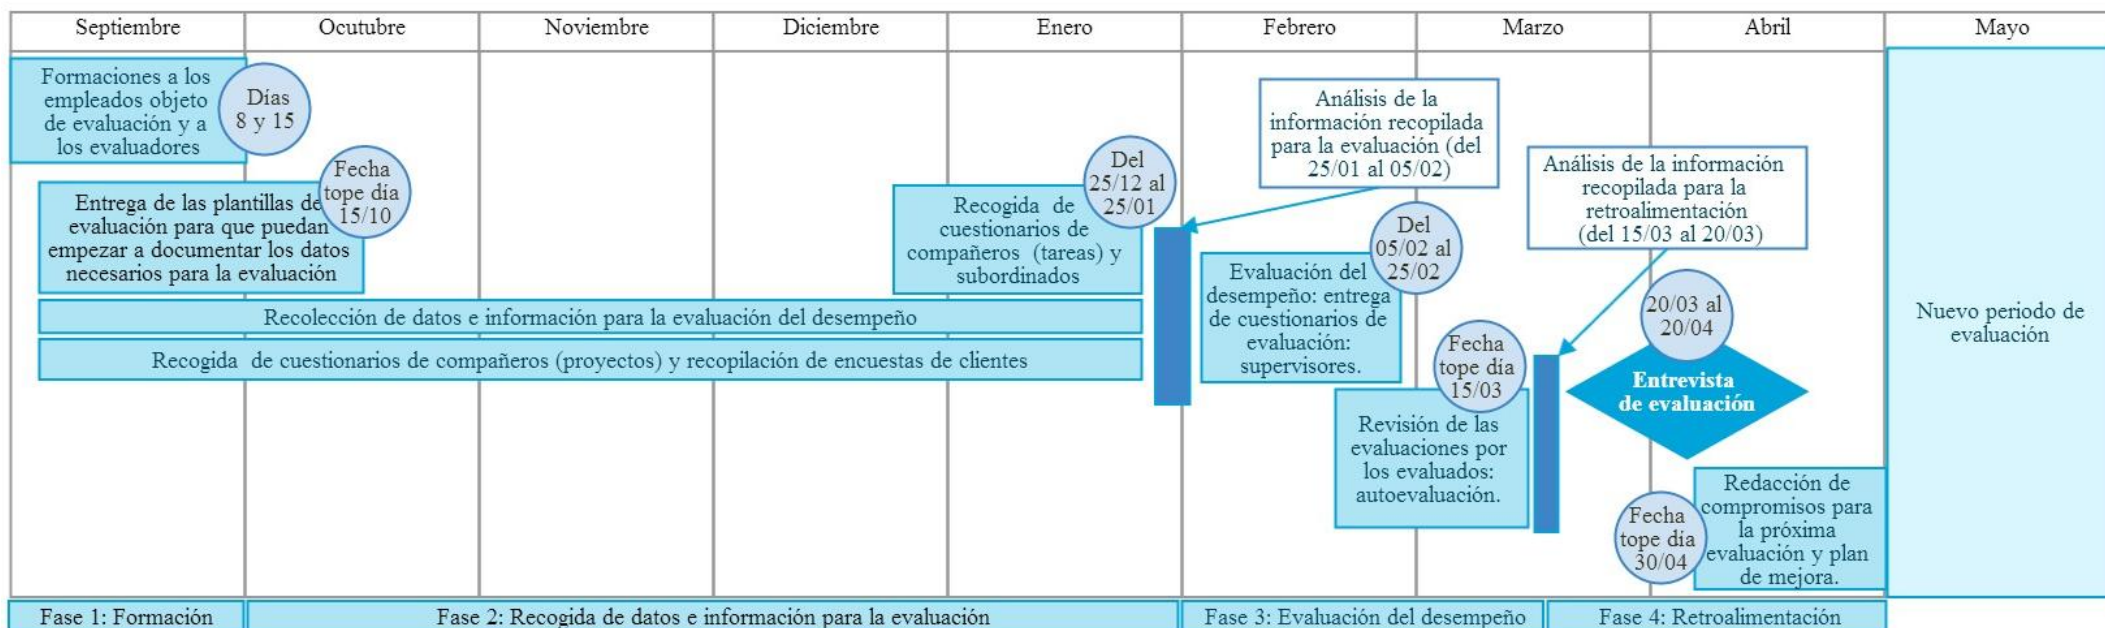 Septiembre
Ocutubre
Noviembre
Diciembre
Enero
Febrero
Marzo
Abril
Mayo
Formaciones a los
empleados objeto
de evaluación y a
los evaluadores
Días
8 y 15
Entrega de las plantillas de
evaluación para que puedan
empezar a documentar los datos
necesarios para la evaluación
Fecha
tope día
15/10
Recogida de
cuestionarios de
compañeros (tareas) y
subordinados
Del
25/12 al
25/01
Recolección de datos e información para la evaluación del desempeño
Recogida de cuestionarios de compañeros (proyectos) y recopilación de encuestas de clientes
Análisis de la
información recopilada
para la evaluación (del
25/01 al 05/02)
Evaluación del
desempeño: entrega
de cuestionarios de
evaluación:
supervisores.
Del
05/02 al
25/02
Análisis de la información
recopilada para la
retroalimentación
(del 15/03 al 20/03)
Fecha
tope día
15/03
Revisión de las
evaluaciones por
los evaluados:
autoevaluación.
20/03 al
20/04
Entrevista
de evaluación
Fecha
tope día
30/04
Redacción de
compromisos para
la próxima
evaluación y plan
de mejora.
Nuevo periodo de
evaluación
Fase 1: Formación
Fase 2: Recogida de datos e información para la evaluación
Fase 3: Evaluación del desempeño
Fase 4: Retroalimentación